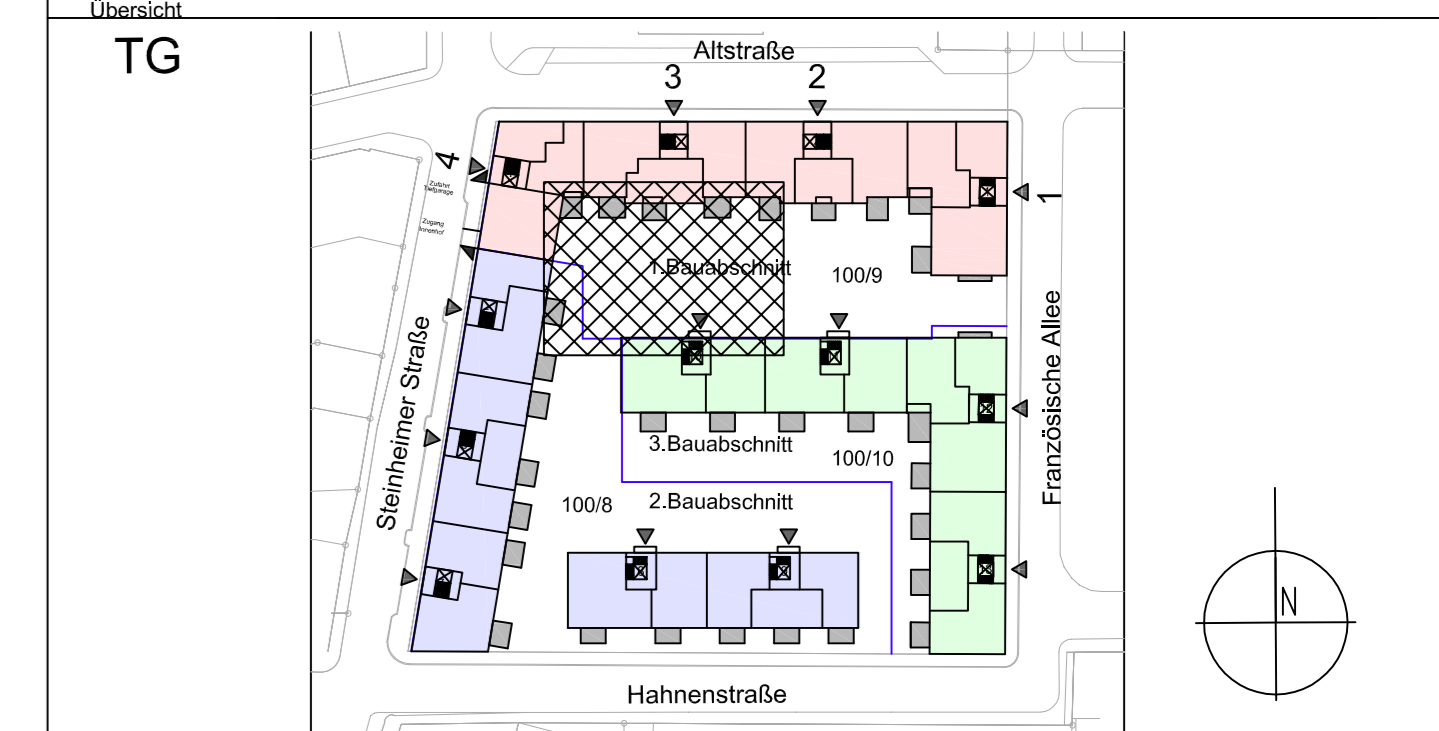 Übersicht
TG
Altstraße
3
2
4
Zufahrt
Tiefgarage
Zugang
Innenhof
1
1.Bauabschnitt
100/9
Steinheimer Straße
Französische Allee
3.Bauabschnitt
100/10
2.Bauabschnitt
100/8
N
Hahnenstraße